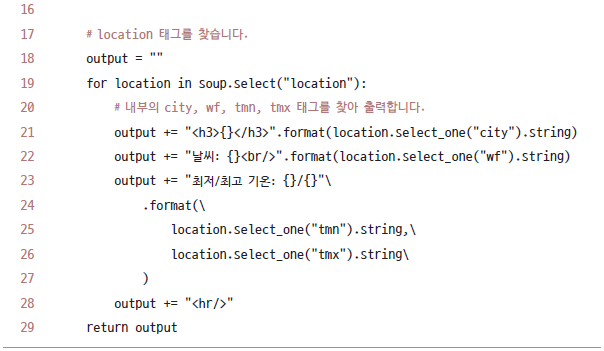 16
17 # location 태그를 찾습니다.
18 output = ""
19 for location in soup.select("location"):
20 # 내부의 city, wf, tmn, tmx 태그를 찾아 출력합니다.
21 output += "<h3>{}</h3>".format(location.select_one("city").string)
22 output += "날씨: {}<br/>".format(location.select_one("wf").string)
23 output += "최저/최고 기온: {}/{}"\
24 .format(\
25 location.select_one("tmn").string,\
26 location.select_one("tmx").string\
27 )
28 output += "<hr/>"
29 return output